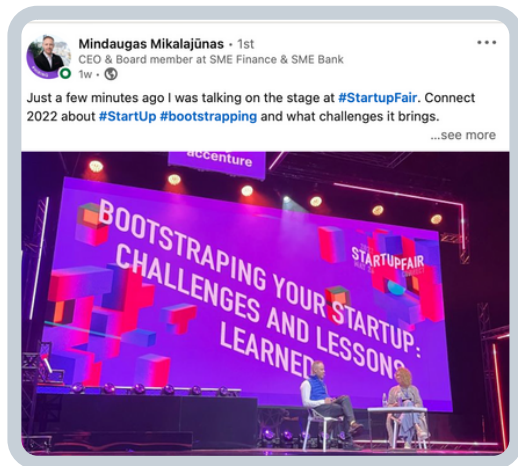 Mindaugas Mikalajūnas • 1st
CEO & Board member at SME Finance & SME Bank
1w •
Just a few minutes ago I was talking on the stage at #StartupFair. Connect
2022 about #StartUp #bootstrapping and what challenges it brings.
...see more
accenture
STARTUPFAIR
BOOTSTRAPING YOUR STARTUP:
CHALLENGES AND LESSONS
LEARNED